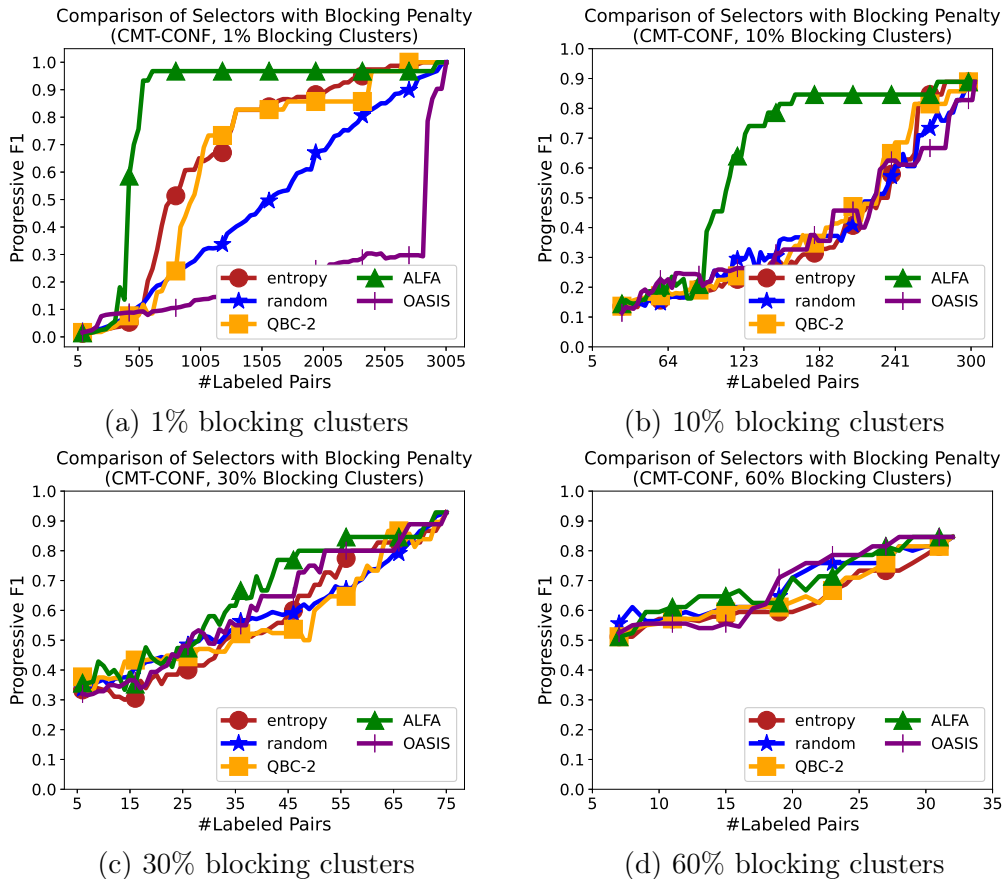 Comparison of Selectors with Blocking Penalty
(CMT-CONF, 1% Blocking Clusters)
Progressive F1
1.0
0.9
0.8
0.7
0.6
0.5
0.4
0.3
0.2
0.1
0.0
entropy
random
QBC-2
ALFA
OASIS
5 505 1005 1505 2005 2505 3005
#Labeled Pairs
(a) 1% blocking clusters
Comparison of Selectors with Blocking Penalty
(CMT-CONF, 10% Blocking Clusters)
Progressive F1
1.0
0.9
0.8
0.7
0.6
0.5
0.4
0.3
0.2
0.1
0.0
entropy
random
QBC-2
ALFA
OASIS
5 64 123 182 241 300
#Labeled Pairs
(b) 10% blocking clusters
Comparison of Selectors with Blocking Penalty
(CMT-CONF, 30% Blocking Clusters)
Progressive F1
1.0
0.9
0.8
0.7
0.6
0.5
0.4
0.3
0.2
0.1
0.0
entropy
random
QBC-2
ALFA
OASIS
5 15 25 35 45 55 65 75
#Labeled Pairs
(c) 30% blocking clusters
Comparison of Selectors with Blocking Penalty
(CMT-CONF, 60% Blocking Clusters)
Progressive F1
1.0
0.9
0.8
0.7
0.6
0.5
0.4
0.3
0.2
0.1
0.0
entropy
random
QBC-2
ALFA
OASIS
5 10 15 20 25 30 35
#Labeled Pairs
(d) 60% blocking clusters